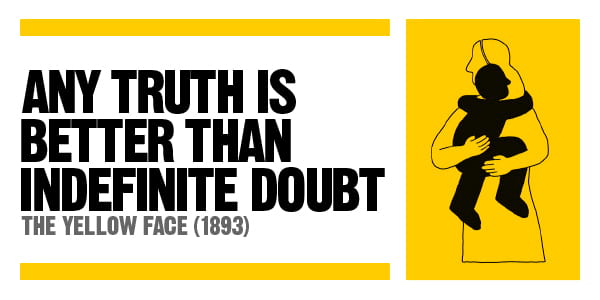 ANY TRUTH IS
BETTER THAN
INDEFINITE DOUBT
THE YELLOW FACE (1893)